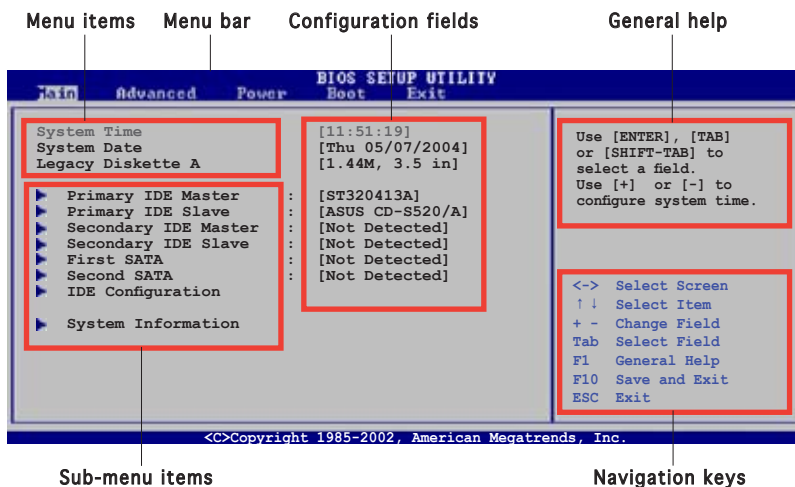 Menu items Menu bar Configuration fields General help
BIOS SETUP UTILITY
Main Advanced Power Boot Exit
System Time [11:51:19]
System Date [Thu 05/07/2004]
Legacy Diskette A [1.44M, 3.5 in]
Primary IDE Master : [ST320413A]
Primary IDE Slave : [ASUS CD-S520/A]
Secondary IDE Master : [Not Detected]
Secondary IDE Slave : [Not Detected]
First SATA : [Not Detected]
Second SATA : [Not Detected]
IDE Configuration
System Information
Use [ENTER], [TAB]
or [SHIFT-TAB] to
select a field.
Use [+] or [-] to
configure system time.
<-> Select Screen
↑↓ Select Item
+ - Change Field
Tab Select Field
F1 General Help
F10 Save and Exit
ESC Exit
<C>Copyright 1985-2002, American Megatrends, Inc.
Sub-menu items Navigation keys